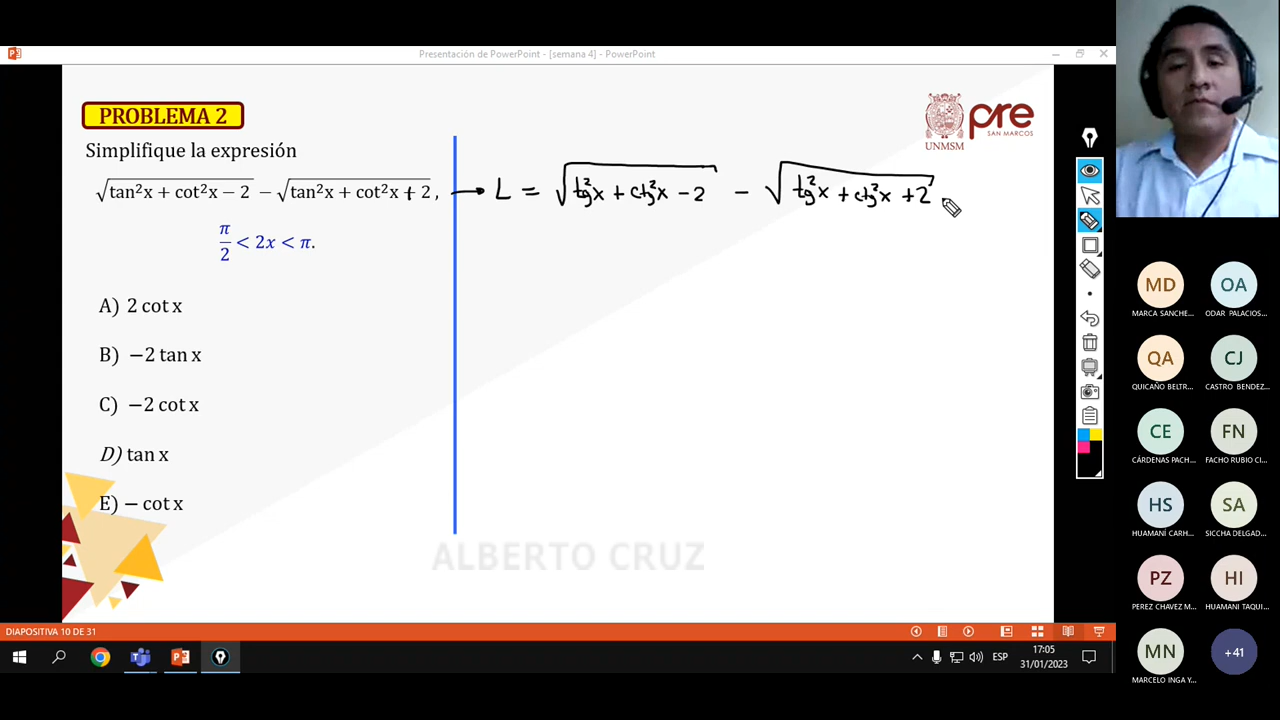 Presentación de PowerPoint - [semana 4] - PowerPoint
PROBLEMA 2
Simplifique la expresión
√(tan²x + cot²x − 2) − √(tan²x + cot²x + 2),
π/2 < 2x < π.
A) 2 cot x
B) −2 tan x
C) −2 cot x
D) tan x
E) − cot x
L = √(tg²x + ctg²x − 2) − √(tg²x + ctg²x + 2)
UNMSM
pre
SAN MARCOS
ALBERTO CRUZ
MD
MARCA SANCHE...
OA
ODAR PALACIOS...
QA
QUICAÑO BELTR...
CJ
CASTRO BENDEZ...
CE
CÁRDENAS PACH...
FN
FACHO RUBIO CI...
HS
HUAMANÍ CARH...
SA
SICCHA DELGAD...
PZ
PEREZ CHAVEZ M...
HI
HUAMANI TAQUI...
MN
MARCELO INGA Y...
+41
DIAPOSITIVA 10 DE 31
ESP
17:05
31/01/2023